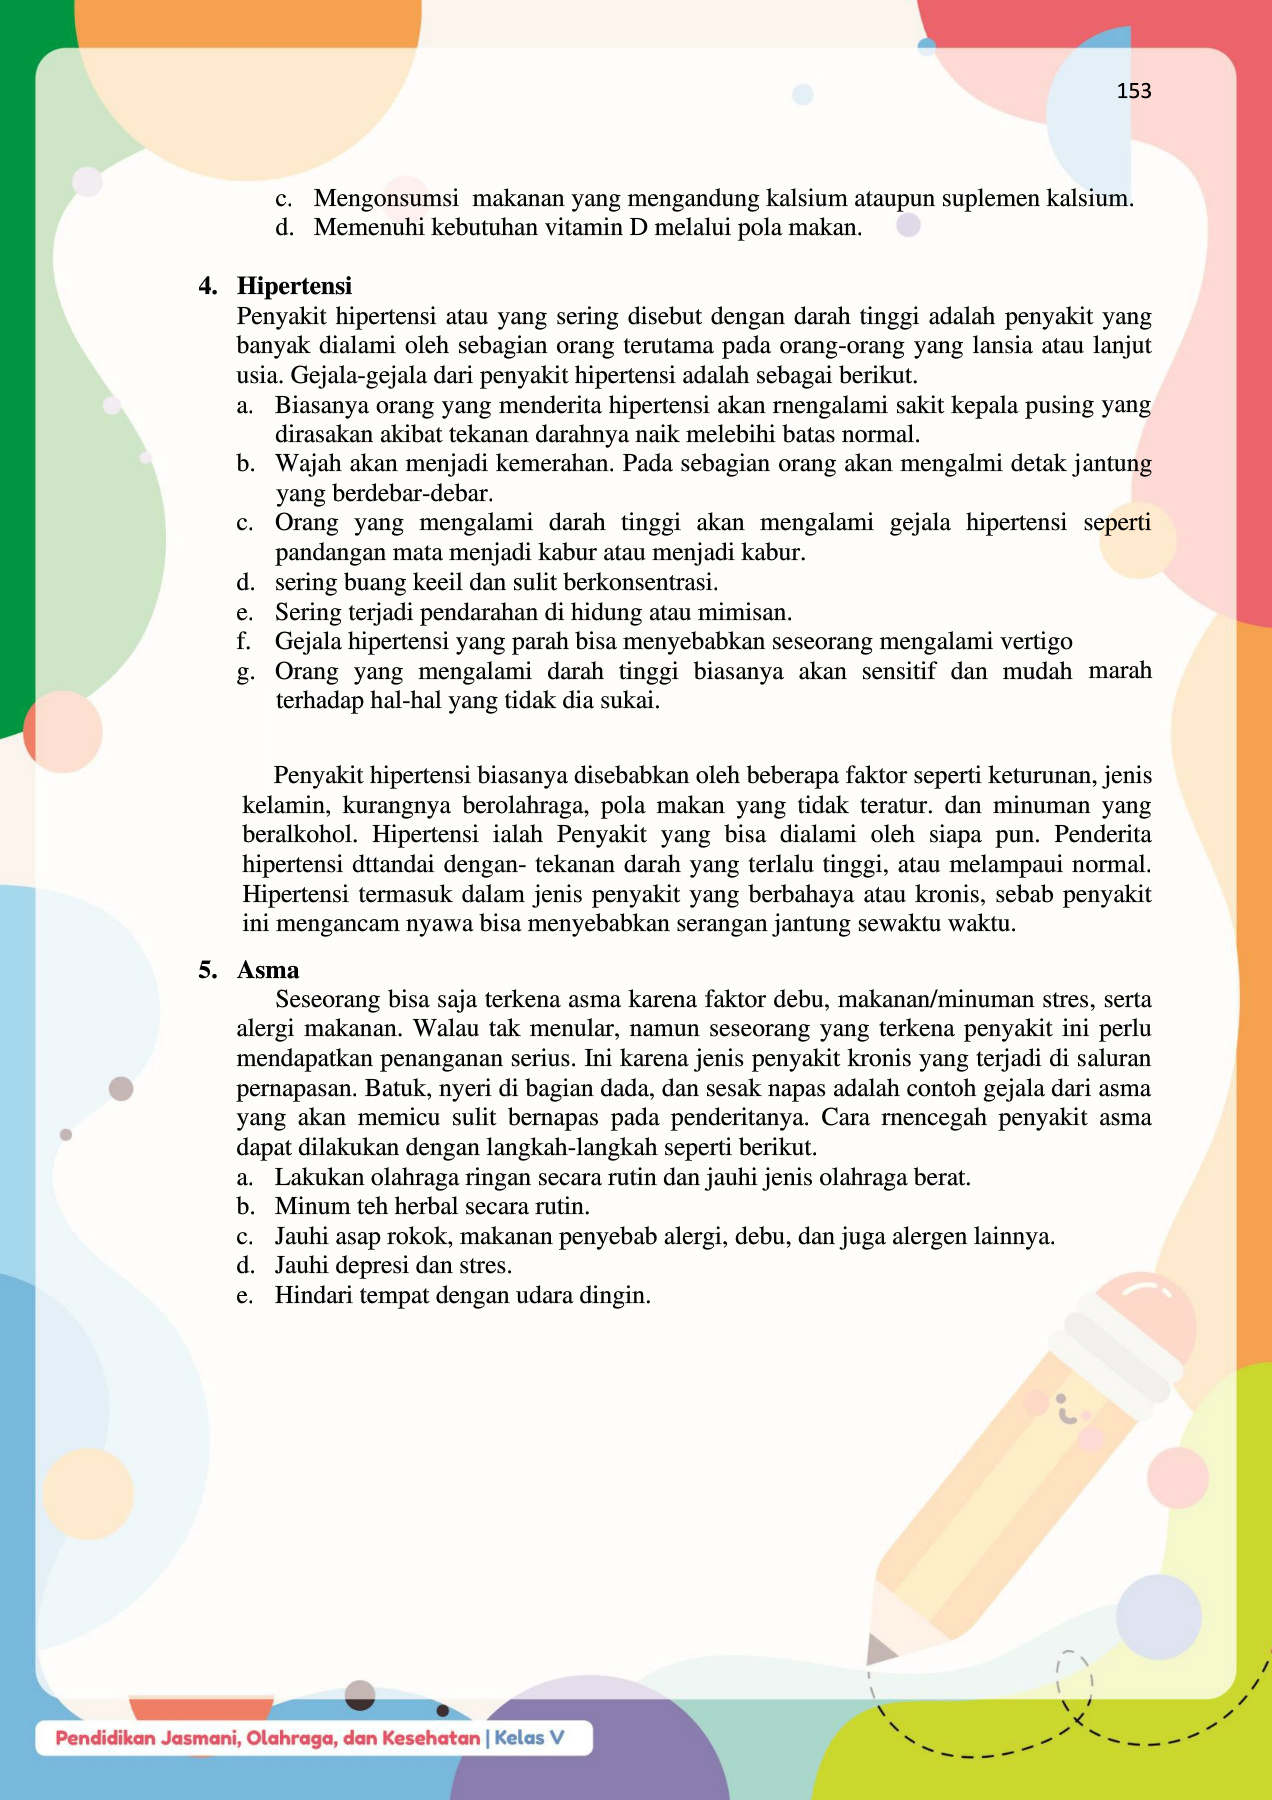 153
c. Mengonsumsi makanan yang mengandung kalsium ataupun suplemen kalsium.
d. Memenuhi kebutuhan vitamin D melalui pola makan.
4. Hipertensi
Penyakit hipertensi atau yang sering disebut dengan darah tinggi adalah penyakit yang
banyak dialami oleh sebagian orang terutama pada orang-orang yang lansia atau lanjut
usia. Gejala-gejala dari penyakit hipertensi adalah sebagai berikut.
a. Biasanya orang yang menderita hipertensi akan rnengalami sakit kepala pusing yang
dirasakan akibat tekanan darahnya naik melebihi batas normal.
b. Wajah akan menjadi kemerahan. Pada sebagian orang akan mengalmi detak jantung
yang berdebar-debar.
c. Orang yang mengalami darah tinggi akan mengalami gejala hipertensi seperti
pandangan mata menjadi kabur atau menjadi kabur.
d. sering buang keeil dan sulit berkonsentrasi.
e. Sering terjadi pendarahan di hidung atau mimisan.
f. Gejala hipertensi yang parah bisa menyebabkan seseorang mengalami vertigo
g. Orang yang mengalami darah tinggi biasanya akan sensitif dan mudah marah
terhadap hal-hal yang tidak dia sukai.
Penyakit hipertensi biasanya disebabkan oleh beberapa faktor seperti keturunan, jenis
kelamin, kurangnya berolahraga, pola makan yang tidak teratur. dan minuman yang
beralkohol. Hipertensi ialah Penyakit yang bisa dialami oleh siapa pun. Penderita
hipertensi dttandai dengan- tekanan darah yang terlalu tinggi, atau melampaui normal.
Hipertensi termasuk dalam jenis penyakit yang berbahaya atau kronis, sebab penyakit
ini mengancam nyawa bisa menyebabkan serangan jantung sewaktu waktu.
5. Asma
Seseorang bisa saja terkena asma karena faktor debu, makanan/minuman stres, serta
alergi makanan. Walau tak menular, namun seseorang yang terkena penyakit ini perlu
mendapatkan penanganan serius. Ini karena jenis penyakit kronis yang terjadi di saluran
pernapasan. Batuk, nyeri di bagian dada, dan sesak napas adalah contoh gejala dari asma
yang akan memicu sulit bernapas pada penderitanya. Cara rnencegah penyakit asma
dapat dilakukan dengan langkah-langkah seperti berikut.
a. Lakukan olahraga ringan secara rutin dan jauhi jenis olahraga berat.
b. Minum teh herbal secara rutin.
c. Jauhi asap rokok, makanan penyebab alergi, debu, dan juga alergen lainnya.
d. Jauhi depresi dan stres.
e. Hindari tempat dengan udara dingin.
Pendidikan Jasmani, Olahraga, dan Kesehatan | Kelas V